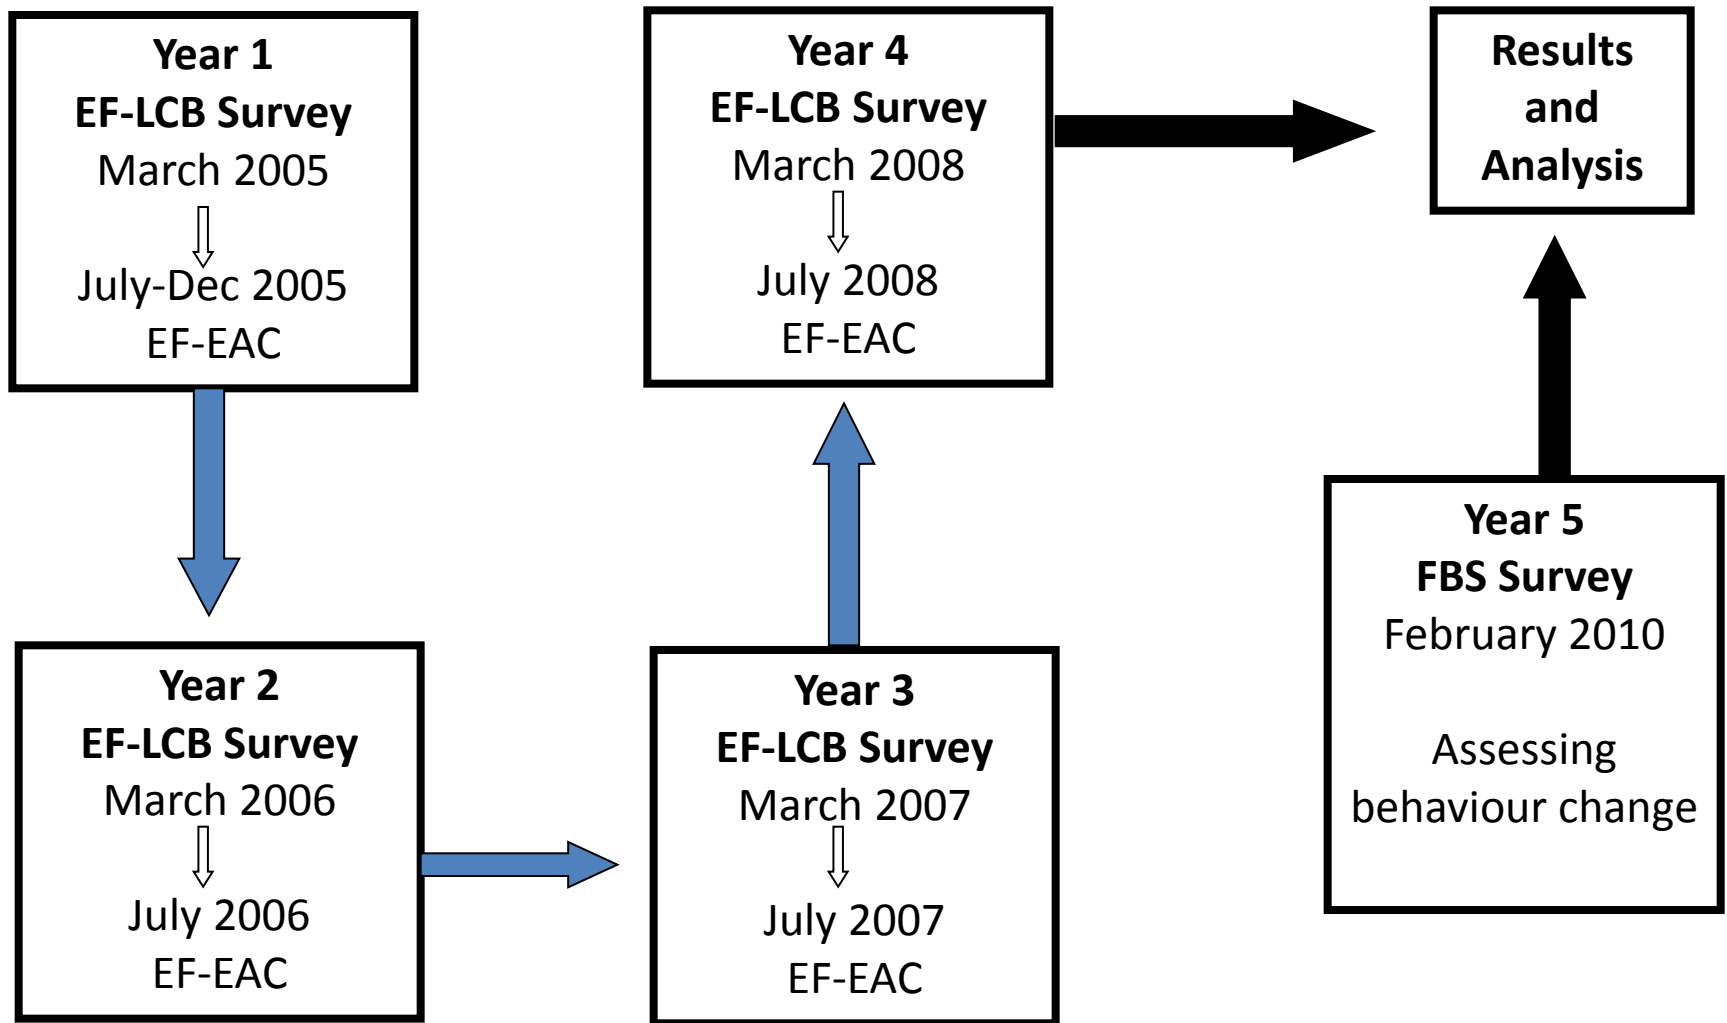 Year 1
EF-LCB Survey
March 2005
July-Dec 2005
EF-EAC
Year 2
EF-LCB Survey
March 2006
July 2006
EF-EAC
Year 3
EF-LCB Survey
March 2007
July 2007
EF-EAC
Year 4
EF-LCB Survey
March 2008
July 2008
EF-EAC
Year 5
FBS Survey
February 2010
Assessing
behaviour change
Results
and
Analysis